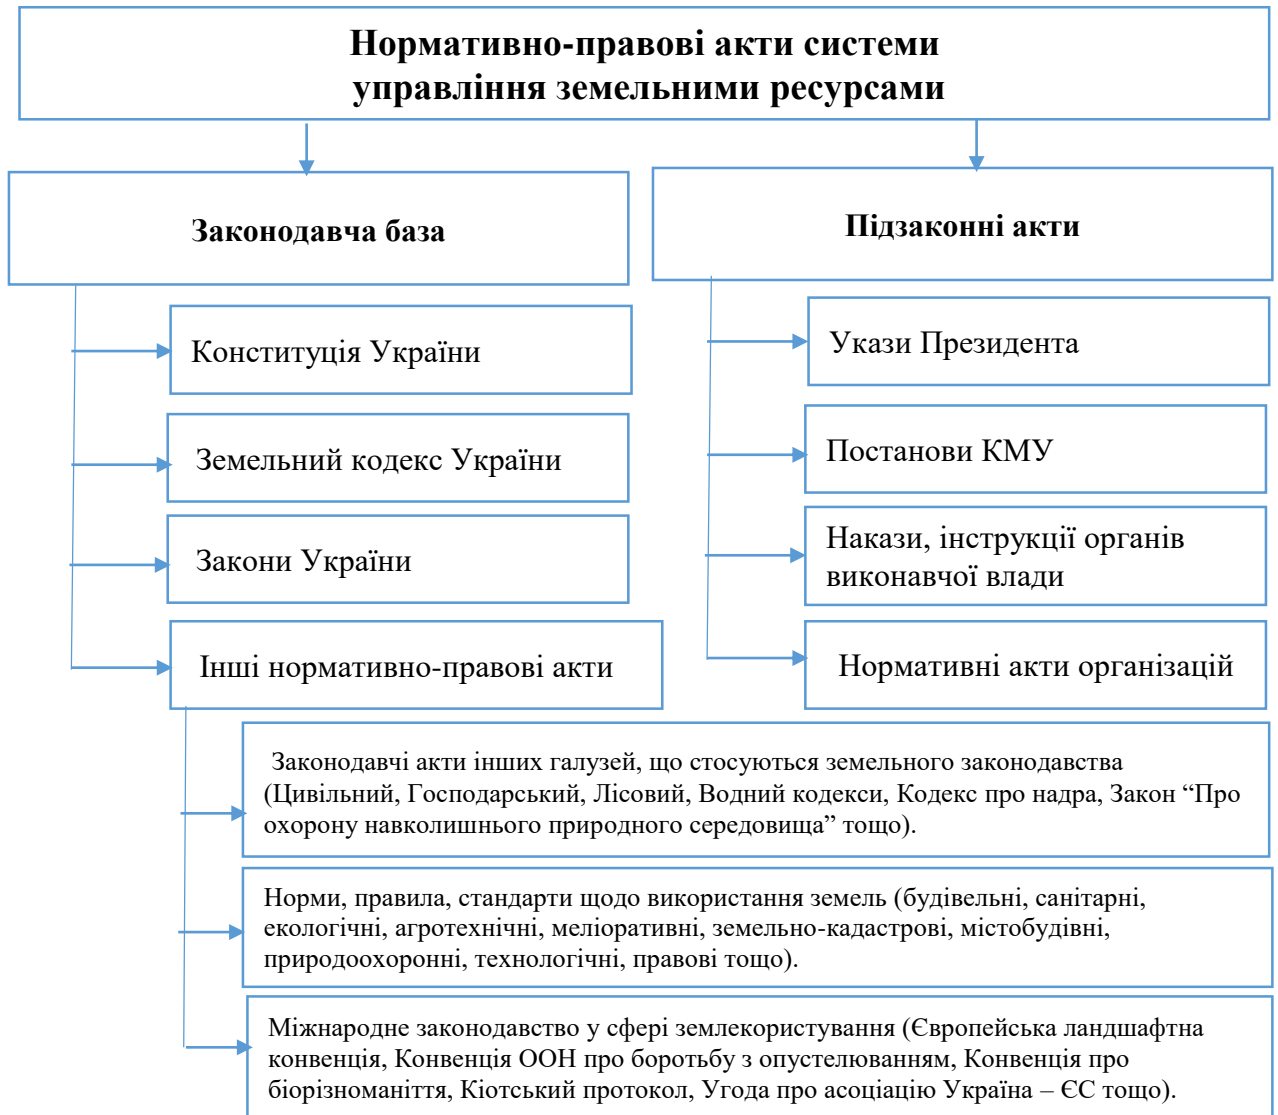 Нормативно-правові акти системи
управління земельними ресурсами
Законодавча база
Конституція України
Земельний кодекс України
Закони України
Інші нормативно-правові акти
Законодавчі акти інших галузей, що стосуються земельного законодавства
(Цивільний, Господарський, Лісовий, Водний кодекси, Кодекс про надра, Закон “Про
охорону навколишнього природного середовища” тощо).
Норми, правила, стандарти щодо використання земель (будівельні, санітарні,
екологічні, агротехнічні, меліоративні, земельно-кадастрові, містобудівні,
природоохоронні, технологічні, правові тощо).
Міжнародне законодавство у сфері землекористування (Європейська ландшафтна
конвенція, Конвенція ООН про боротьбу з опустелюванням, Конвенція про
біорізноманіття, Кіотський протокол, Угода про асоціацію Україна – ЄС тощо).
Підзаконні акти
Укази Президента
Постанови КМУ
Накази, інструкції органів
виконавчої влади
Нормативні акти організацій